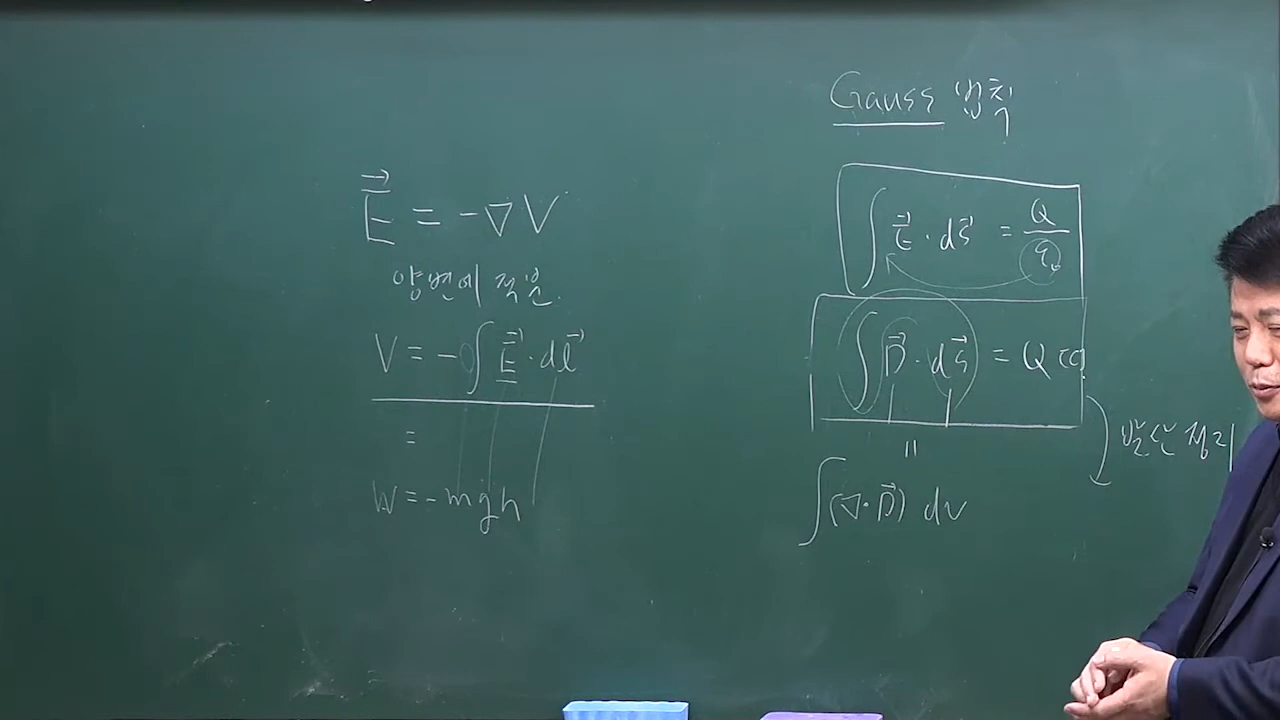 E⃗ = -∇V
양변에 적분.
V = -∫E⃗·dl⃗
=
W = -mgh
Gauss 법칙
∫E⃗·ds⃗ = Q/ε₀
∫D⃗·ds⃗ = Q [C]
발산정리
||
∫(∇·D⃗) dv